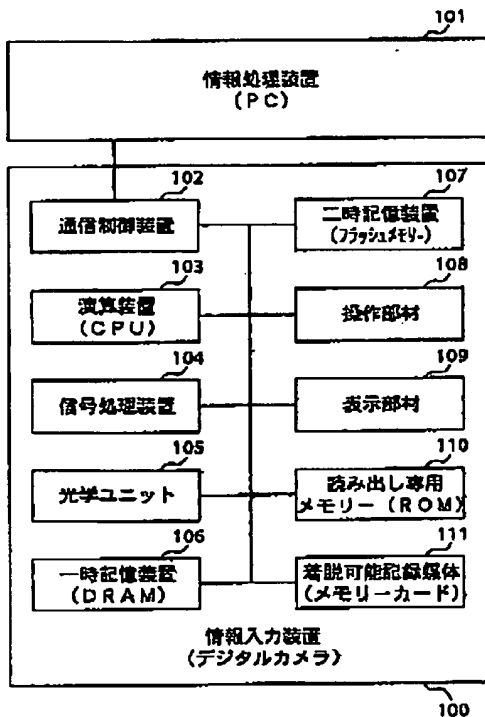 101
情報処理装置
(PC)
102
通信制御装置
107
二時記憶装置
(フラッシュメモリー)
103
演算装置
(CPU)
108
操作部材
104
信号処理装置
109
表示部材
105
光学ユニット
110
読み出し専用
メモリー(ROM)
106
一時記憶装置
(DRAM)
111
着脱可能記録媒体
(メモリーカード)
情報入力装置
(デジタルカメラ)
100